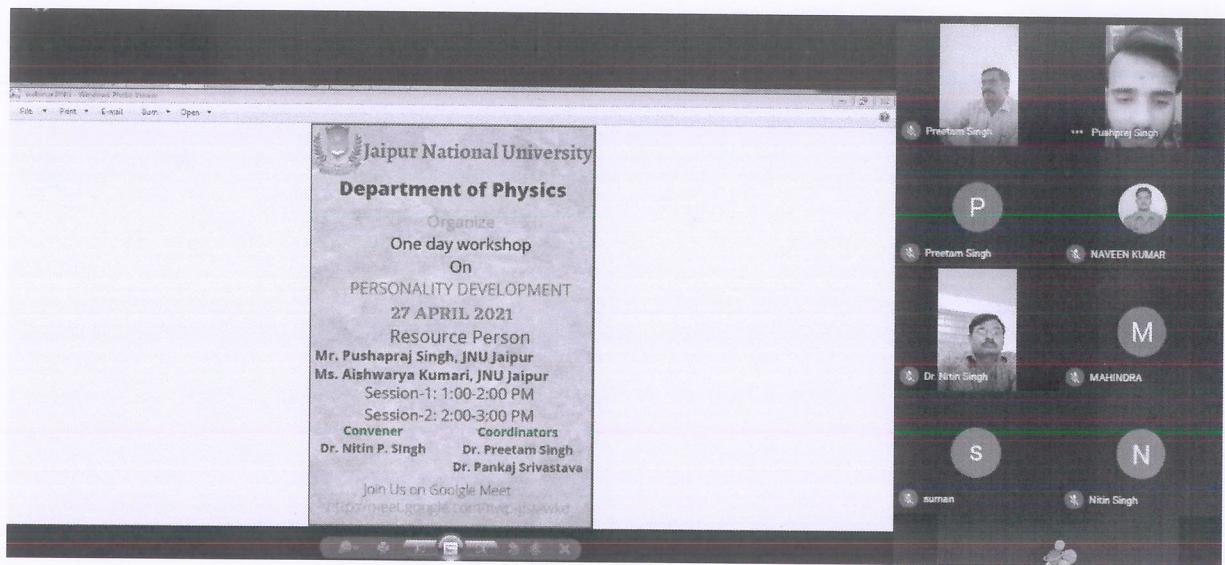 Windows Photo Viewer
File Print E-mail Burn Open
Jaipur National University
Department of Physics
Organize
One day workshop
On
PERSONALITY DEVELOPMENT
27 APRIL 2021
Resource Person
Mr. Pushapraj Singh, JNU Jaipur
Ms. Aishwarya Kumari, JNU Jaipur
Session-1: 1:00-2:00 PM
Session-2: 2:00-3:00 PM
Convener Coordinators
Dr. Nitin P. Singh Dr. Preetam Singh
Dr. Pankaj Srivastava
Join Us on Goolgle Meet
Preetam Singh
Pushpraj Singh
P
Preetam Singh
NAVEEN KUMAR
Dr. Nitin Singh
M
MAHINDRA
S
suman
N
Nitin Singh